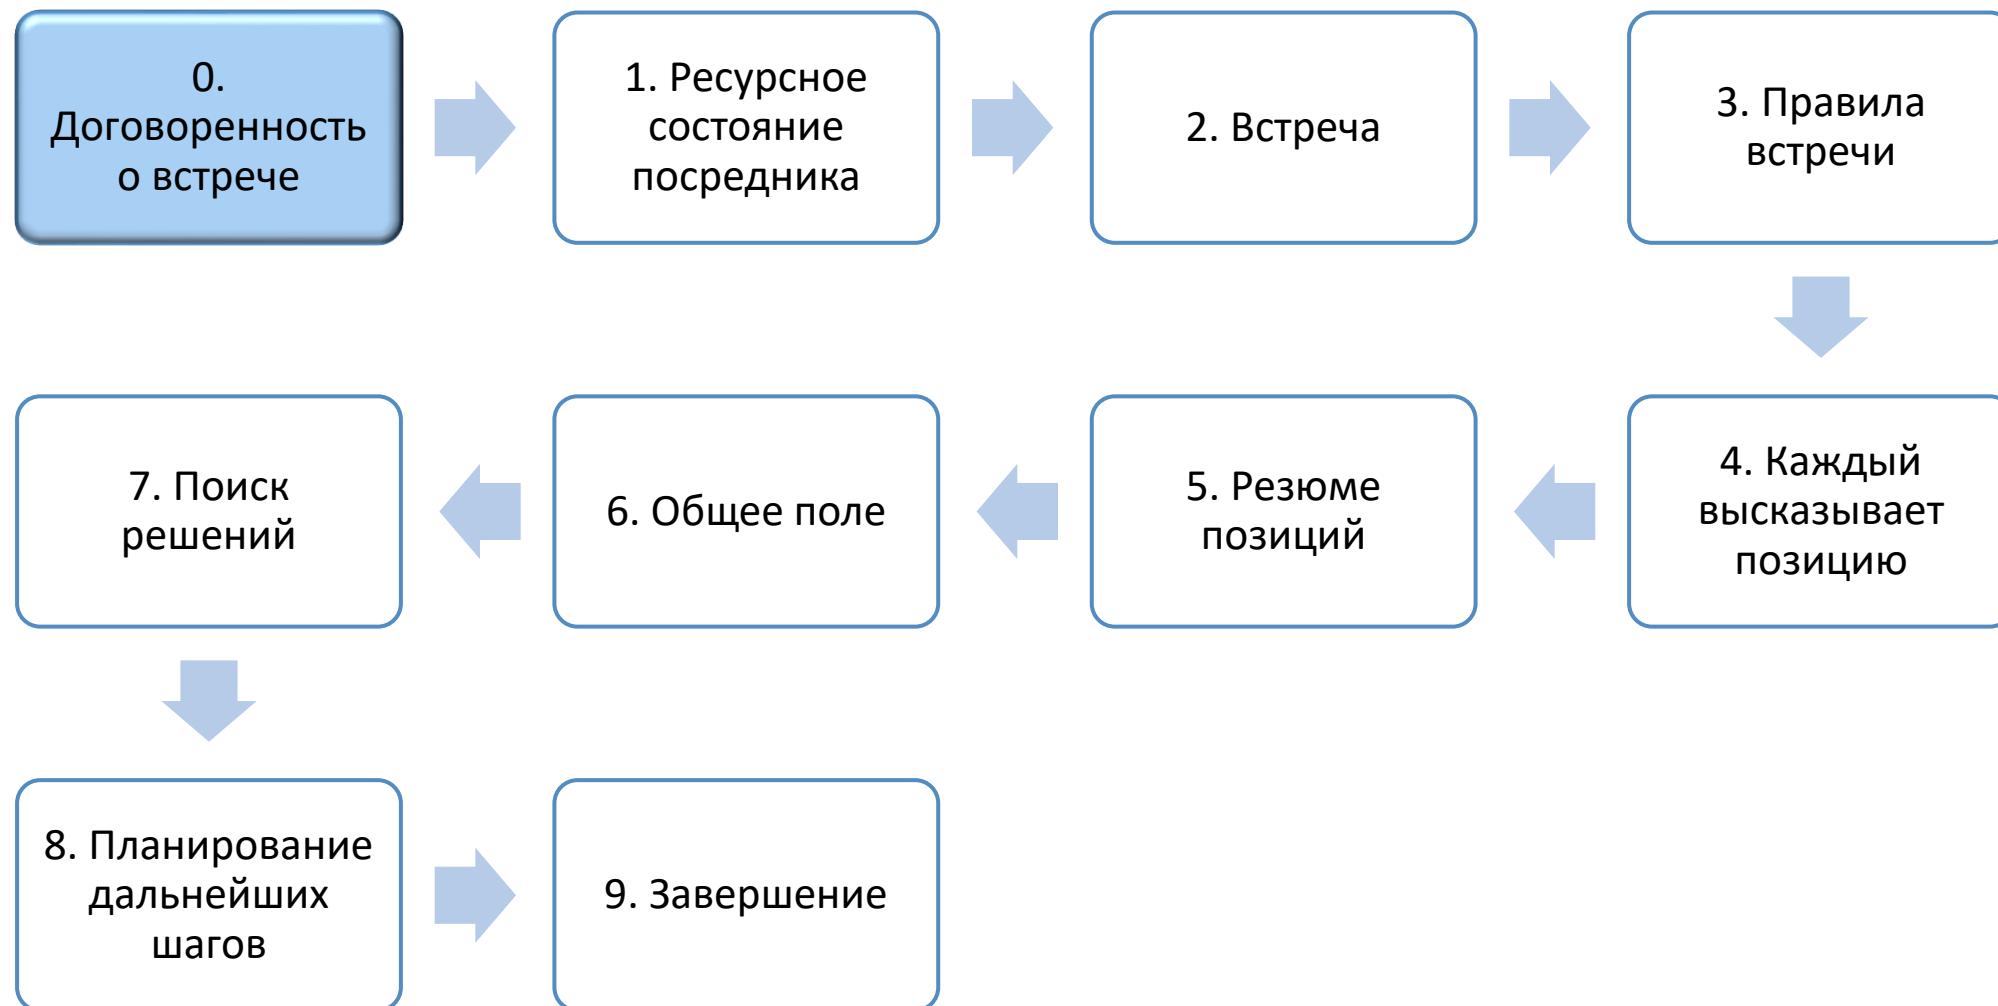 0.
Договоренность
о встрече
1. Ресурсное
состояние
посредника
2. Встреча
3. Правила
встречи
4. Каждый
высказывает
позицию
5. Резюме
позиций
6. Общее поле
7. Поиск
решений
8. Планирование
дальнейших
шагов
9. Завершение